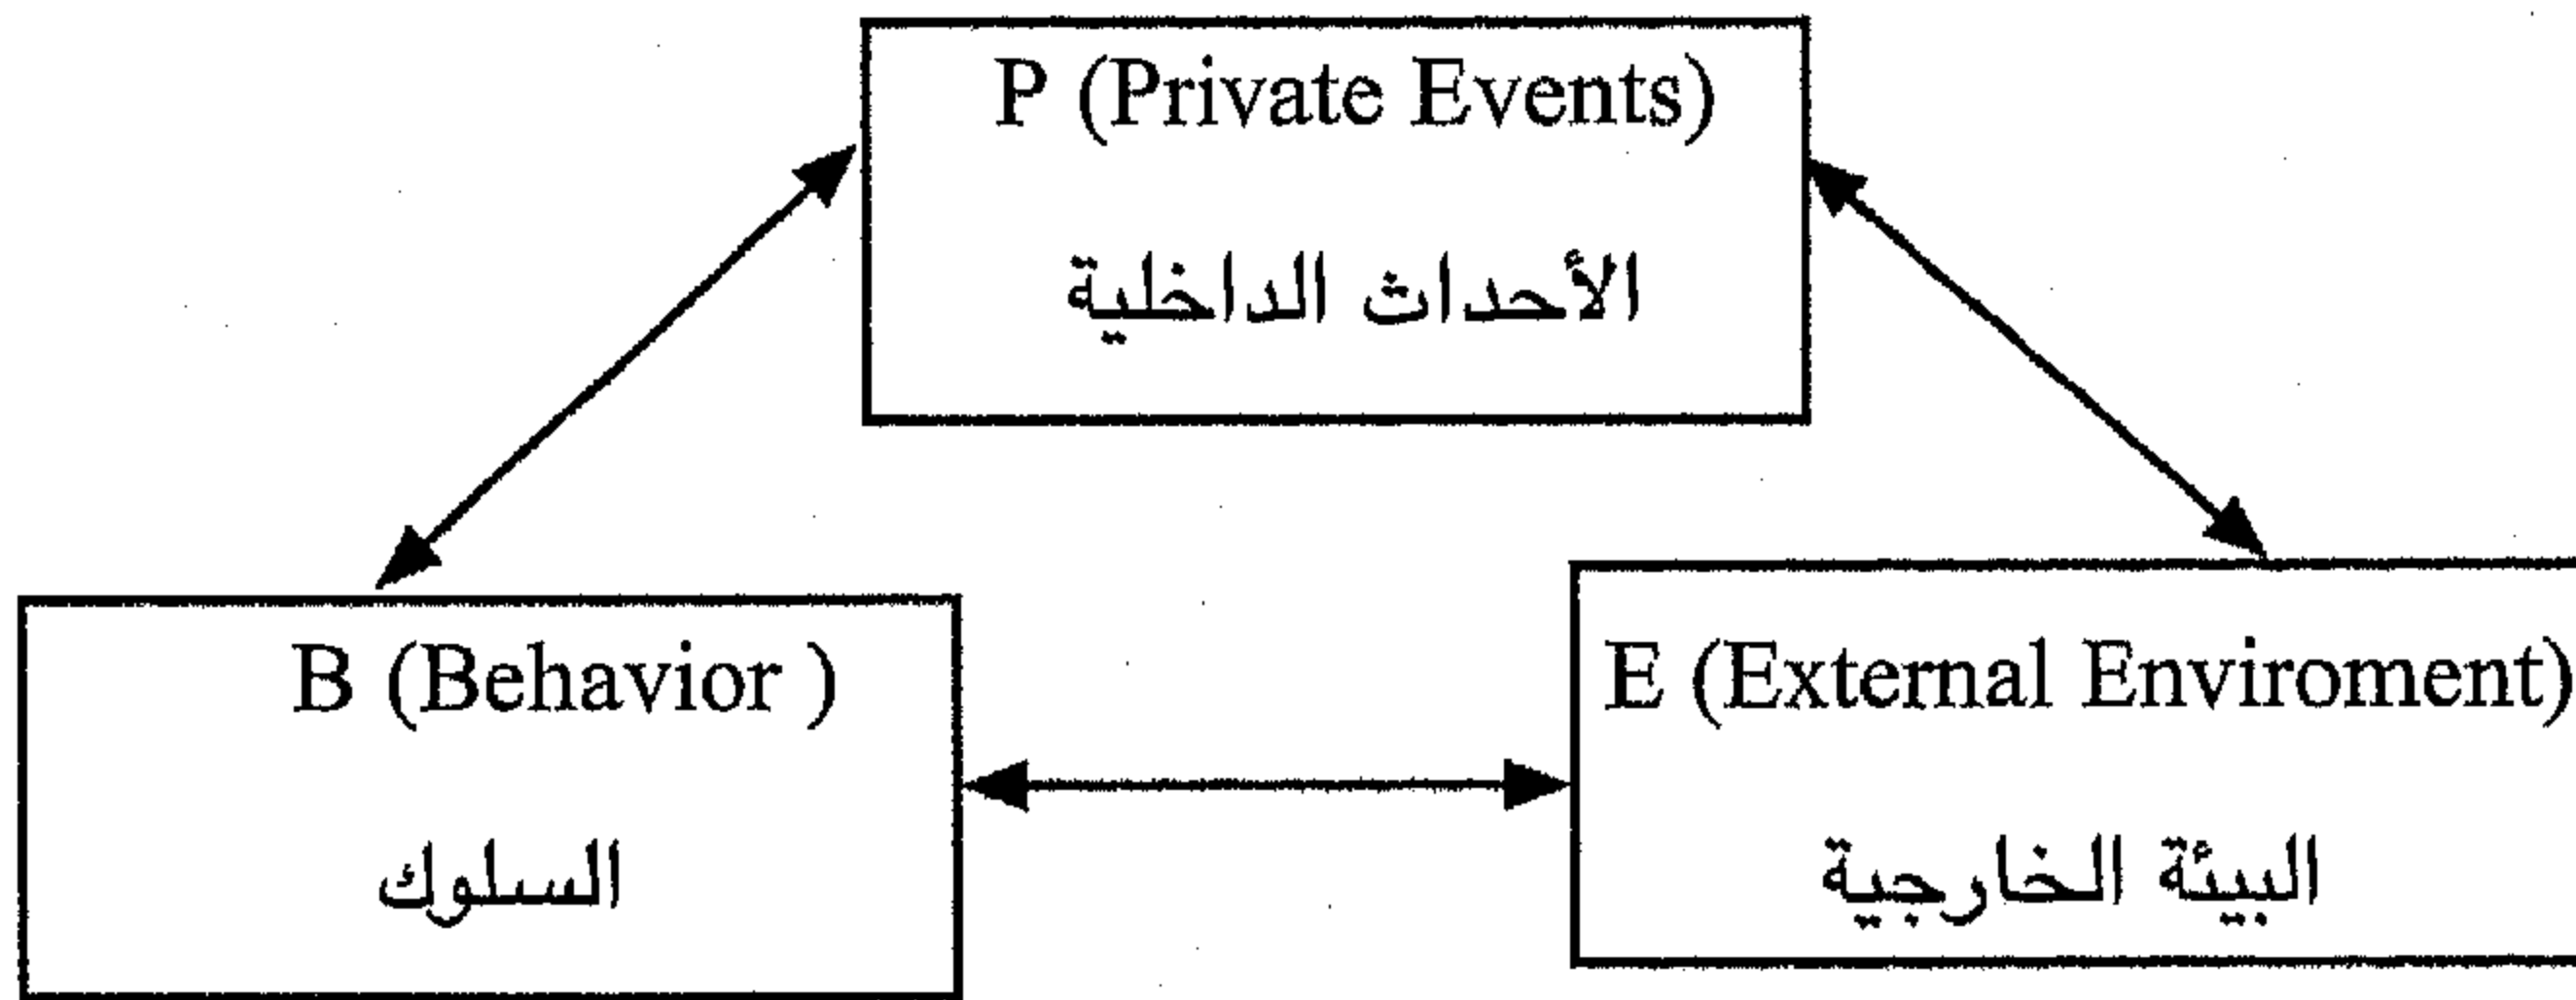 P (Private Events)
الأحداث الداخلية
B (Behavior )
السلوك
E (External Enviroment)
البيئة الخارجية